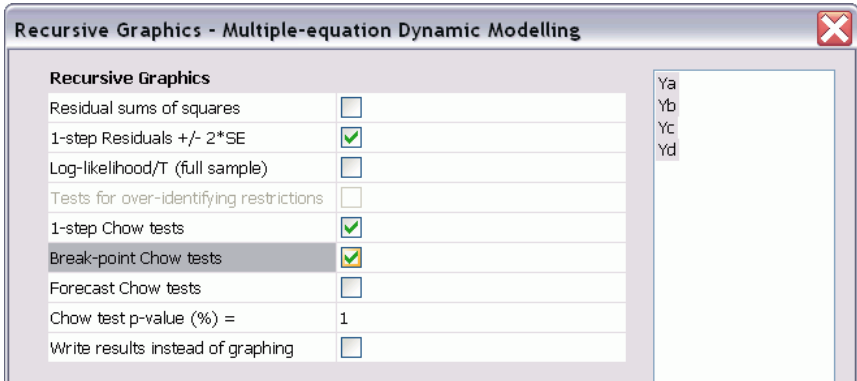 Recursive Graphics - Multiple-equation Dynamic Modelling
Recursive Graphics
Residual sums of squares
1-step Residuals +/- 2*SE
Log-likelihood/T (full sample)
Tests for over-identifying restrictions
1-step Chow tests
Break-point Chow tests
Forecast Chow tests
Chow test p-value (%) = 1
Write results instead of graphing
Ya
Yb
Yc
Yd